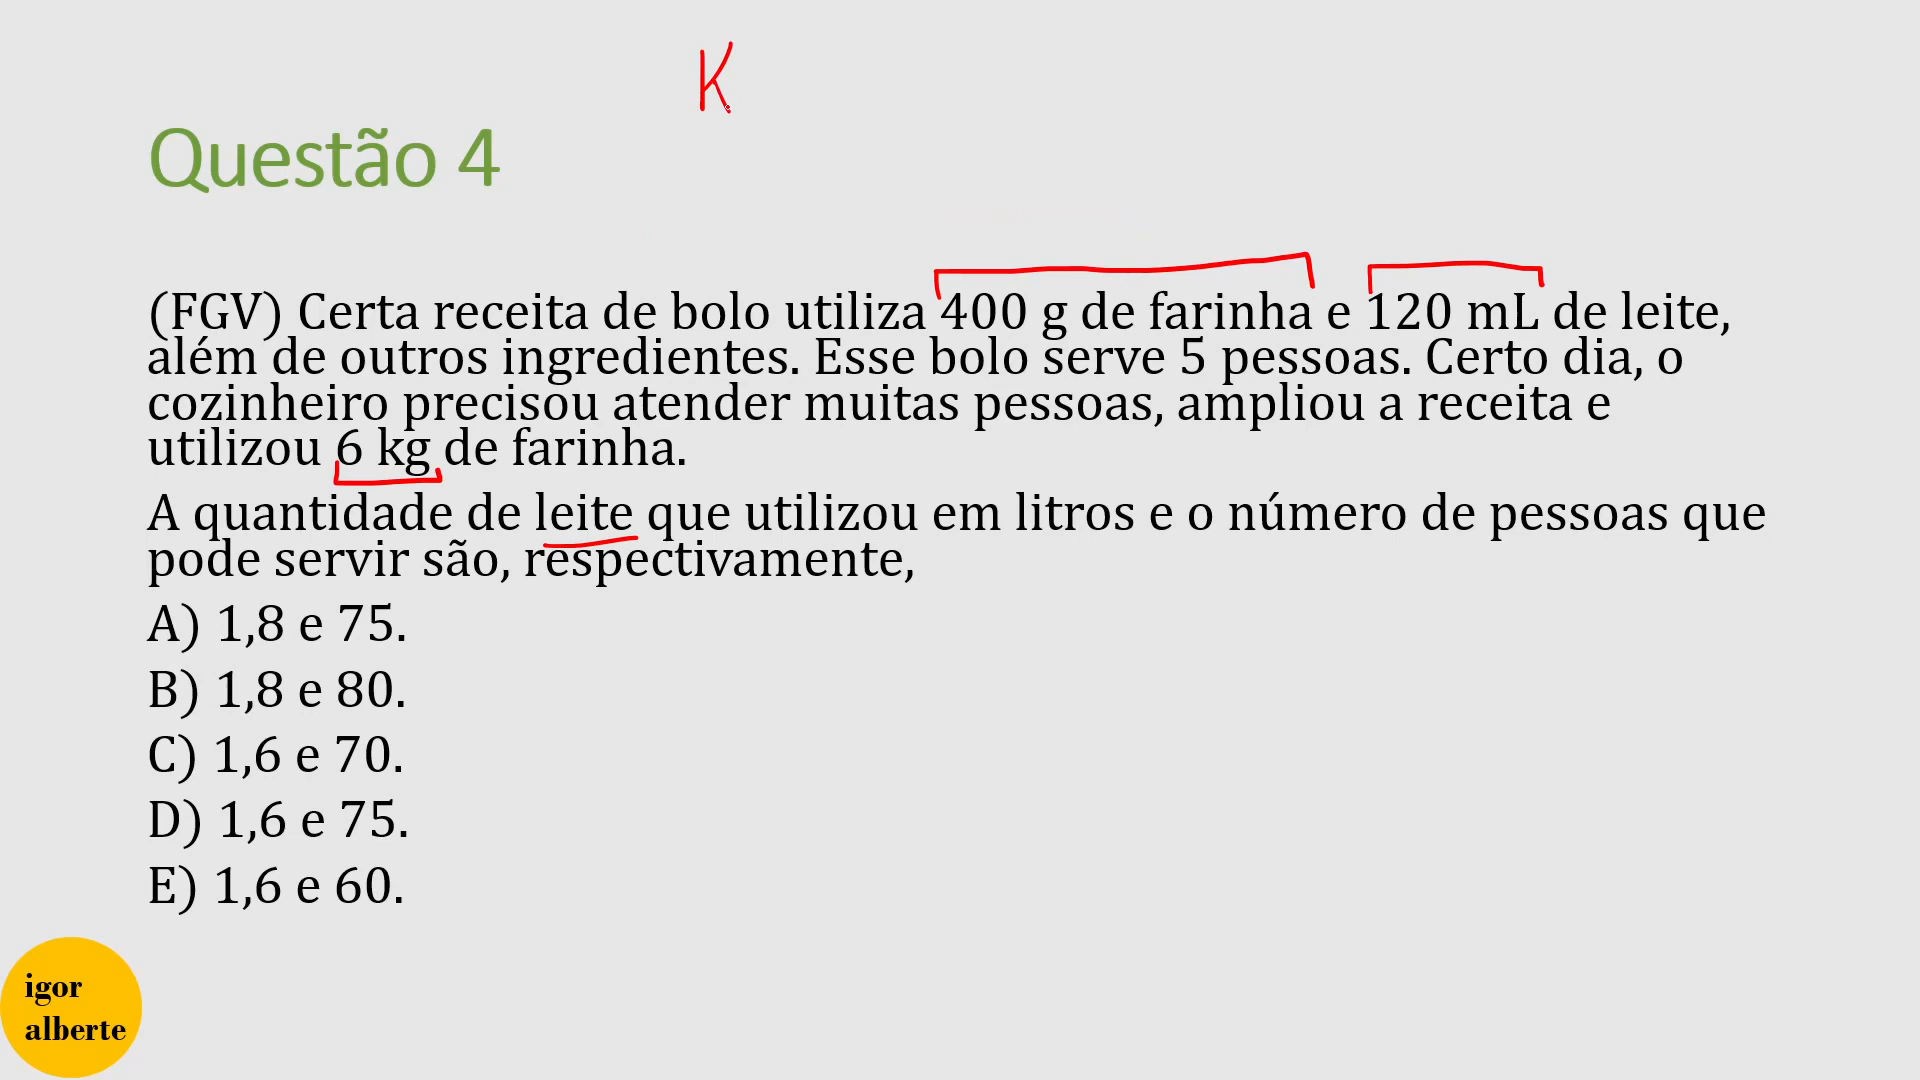 K
Questão 4
(FGV) Certa receita de bolo utiliza 400 g de farinha e 120 mL de leite,
além de outros ingredientes. Esse bolo serve 5 pessoas. Certo dia, o
cozinheiro precisou atender muitas pessoas, ampliou a receita e
utilizou 6 kg de farinha.
A quantidade de leite que utilizou em litros e o número de pessoas que
pode servir são, respectivamente,
A) 1,8 e 75.
B) 1,8 e 80.
C) 1,6 e 70.
D) 1,6 e 75.
E) 1,6 e 60.
igor
alberte